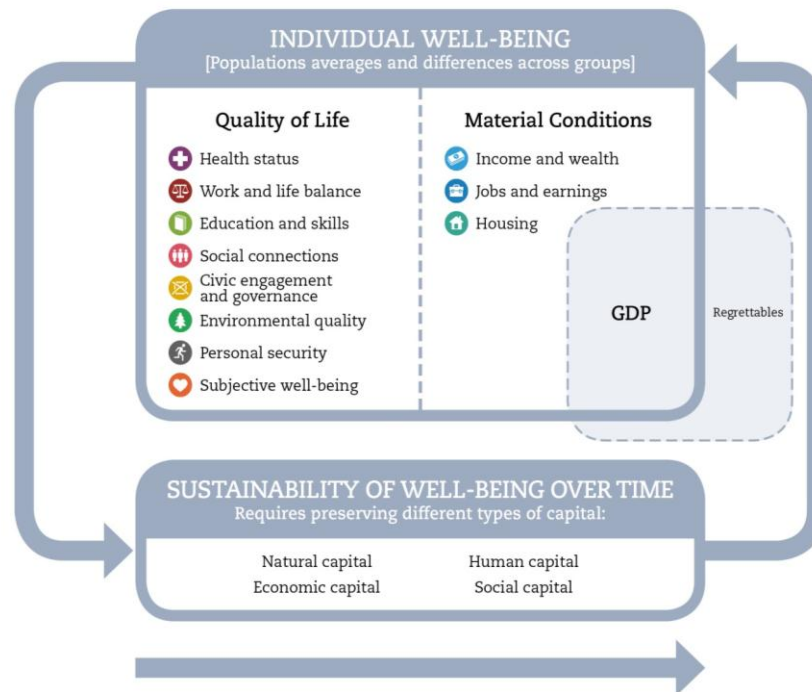 INDIVIDUAL WELL-BEING
[Populations averages and differences across groups]
Quality of Life
Health status
Work and life balance
Education and skills
Social connections
Civic engagement
and governance
Environmental quality
Personal security
Subjective well-being
Material Conditions
Income and wealth
Jobs and earnings
Housing
GDP
Regrettables
SUSTAINABILITY OF WELL-BEING OVER TIME
Requires preserving different types of capital:
Natural capital
Human capital
Economic capital
Social capital